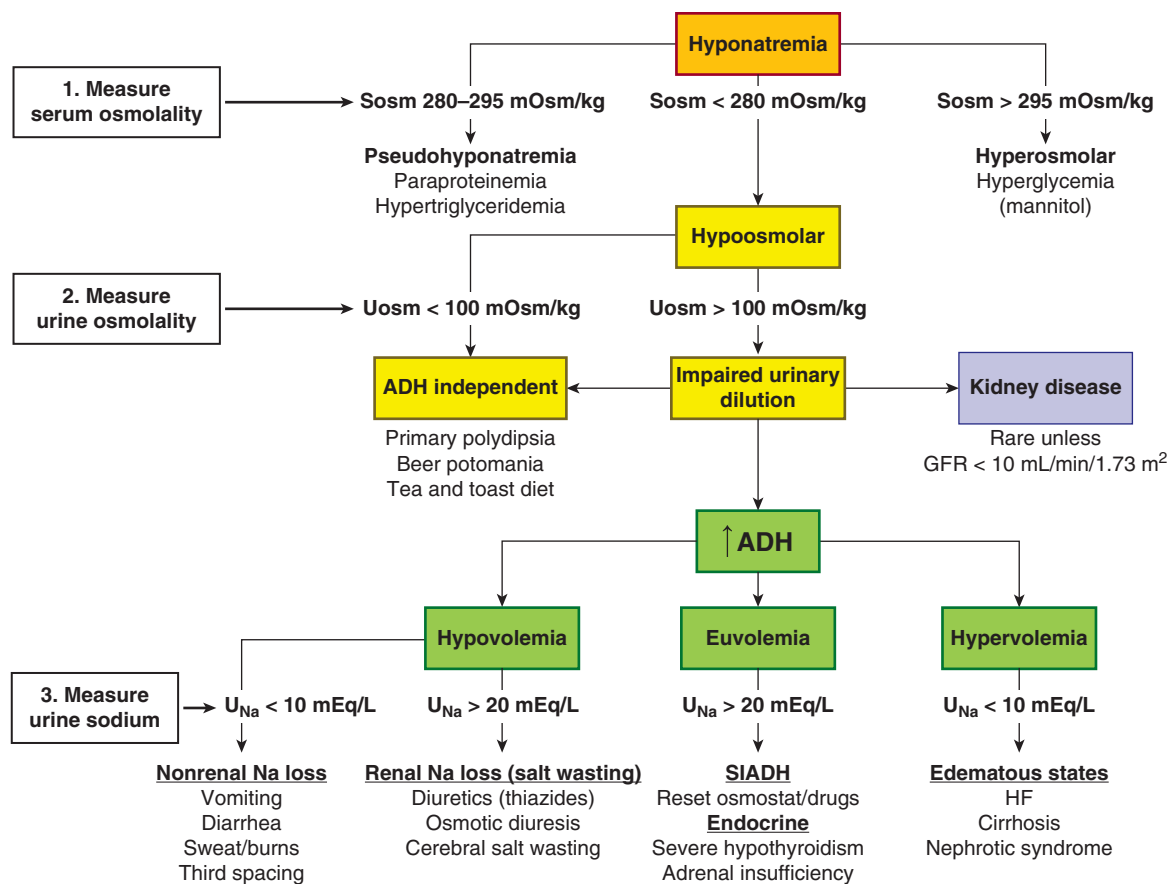 Hyponatremia
1. Measure
serum osmolality
Sosm 280–295 mOsm/kg
Sosm < 280 mOsm/kg
Sosm > 295 mOsm/kg
Pseudohyponatremia
Paraproteinemia
Hypertriglyceridemia
Hyperosmolar
Hyperglycemia
(mannitol)
Hypoosmolar
2. Measure
urine osmolality
Uosm < 100 mOsm/kg
Uosm > 100 mOsm/kg
ADH independent
Impaired urinary
dilution
Kidney disease
Primary polydipsia
Beer potomania
Tea and toast diet
Rare unless
GFR < 10 mL/min/1.73 m²
↑ADH
Hypovolemia
Euvolemia
Hypervolemia
3. Measure
urine sodium
UNa < 10 mEq/L
UNa > 20 mEq/L
UNa > 20 mEq/L
UNa < 10 mEq/L
Nonrenal Na loss
Vomiting
Diarrhea
Sweat/burns
Third spacing
Renal Na loss (salt wasting)
Diuretics (thiazides)
Osmotic diuresis
Cerebral salt wasting
SIADH
Reset osmostat/drugs
Endocrine
Severe hypothyroidism
Adrenal insufficiency
Edematous states
HF
Cirrhosis
Nephrotic syndrome